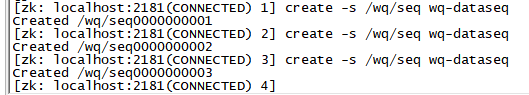 [zk: localhost:2181(CONNECTED) 1] create -s /wq/seq wq-dataseq
Created /wq/seq0000000001
[zk: localhost:2181(CONNECTED) 2] create -s /wq/seq wq-dataseq
Created /wq/seq0000000002
[zk: localhost:2181(CONNECTED) 3] create -s /wq/seq wq-dataseq
Created /wq/seq0000000003
[zk: localhost:2181(CONNECTED) 4]